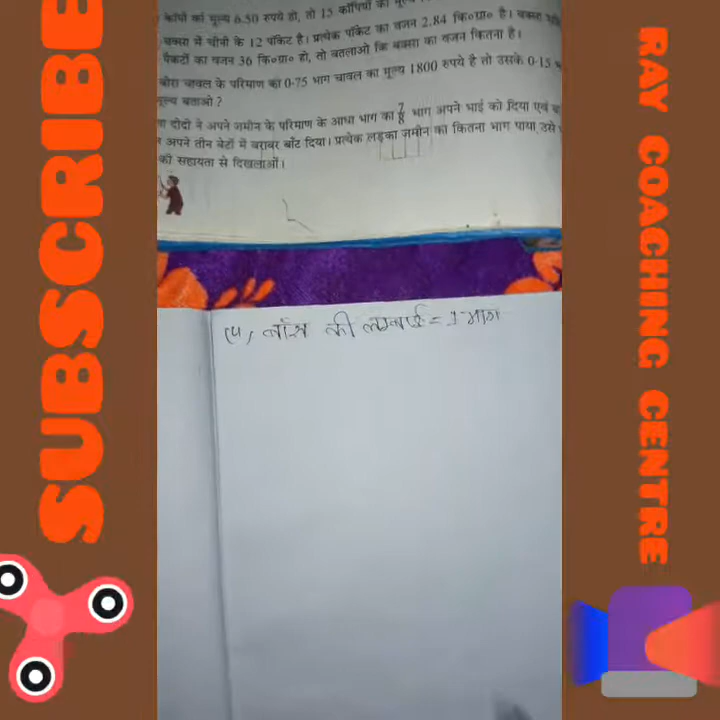 SUBSCRIBE
कॉपी का मूल्य 6.50 रुपये हो, तो 15 कॉपियों का
बक्सा में चीनी के 12 पॉकेट है। प्रत्येक पॉकेट का वजन 2.84 कि०ग्रा० है। बक्सा
पैकेटों का वजन 36 कि०ग्रा० हो, तो बतलाओ कि बक्सा का वजन कितना है।
बोरा चावल के परिमाण का 0·75 भाग चावल का मूल्य 1800 रुपये है तो उसके 0·15
मूल्य बताओ ?
दीदी ने अपने जमीन के परिमाण के आधा भाग का 7/8 भाग अपने भाई को दिया एवं
अपने तीन बेटों में बराबर बाँट दिया। प्रत्येक लड़का जमीन का कितना भाग पाया, उसे
की सहायता से दिखलाओ।
बाँस की लम्बाई = 1 भाग
RAY COACHING CENTRE